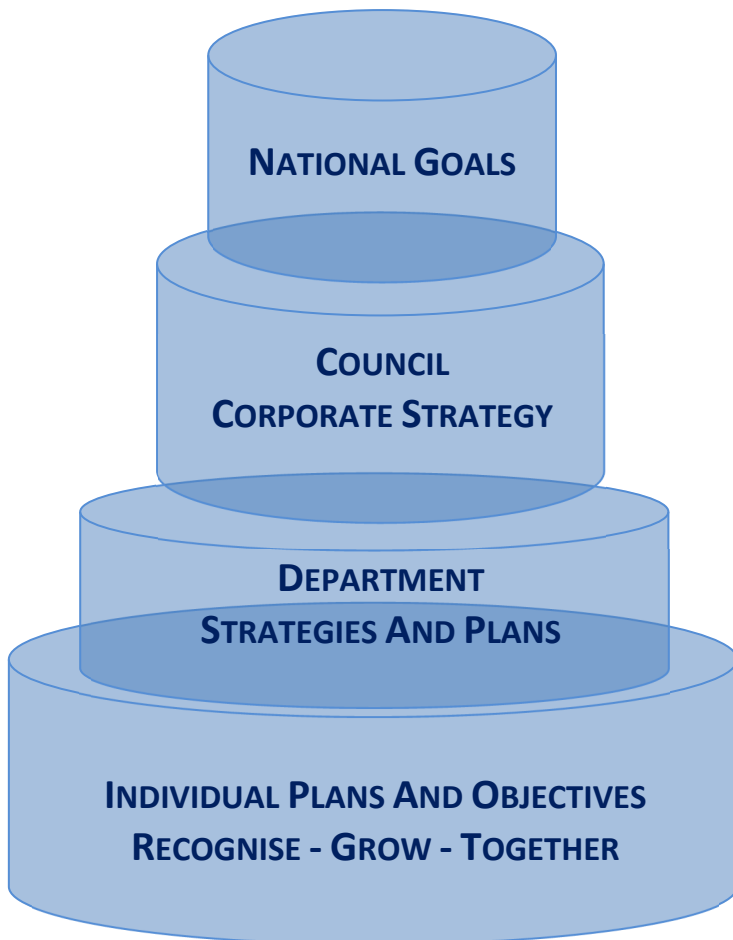 NATIONAL GOALS
COUNCIL
CORPORATE STRATEGY
DEPARTMENT
STRATEGIES AND PLANS
INDIVIDUAL PLANS AND OBJECTIVES
RECOGNISE - GROW - TOGETHER